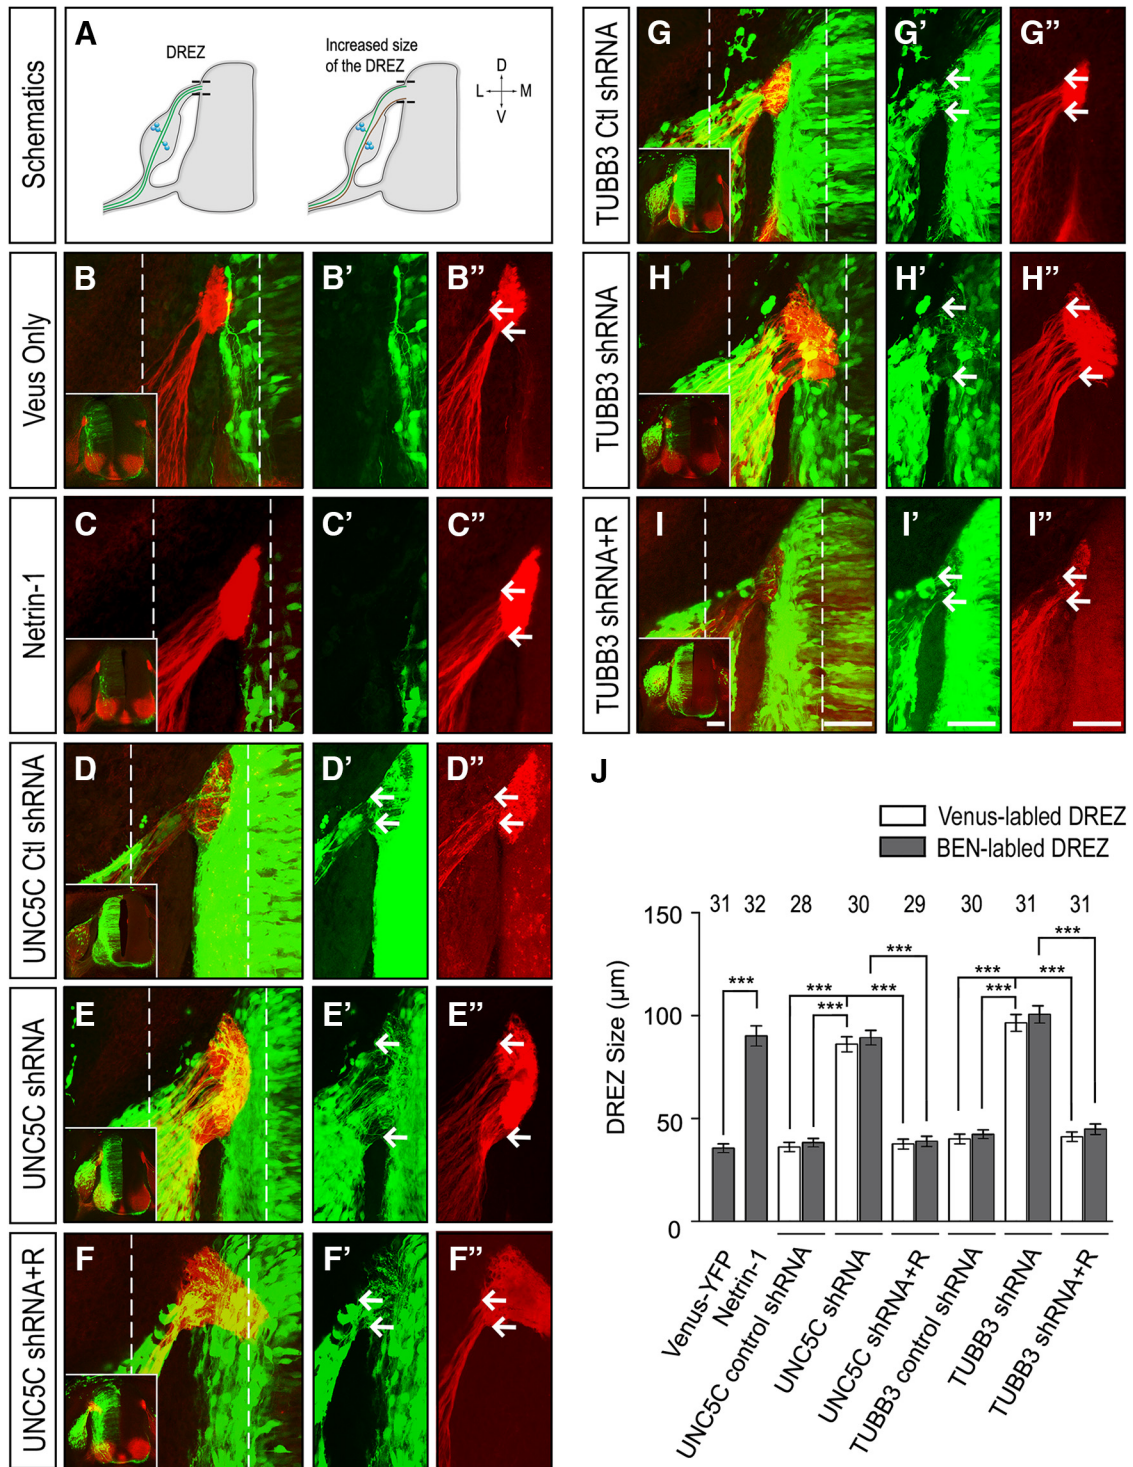 Schematics
A
DREZ
Increased size
of the DREZ
D
L
M
V
Veus Only
B
B’
B”
Netrin-1
C
C’
C”
UNC5C Ctl shRNA
D
D’
D”
UNC5C shRNA
E
E’
E”
UNC5C shRNA+R
F
F’
F”
TUBB3 Ctl shRNA
G
G’
G”
TUBB3 shRNA
H
H’
H”
TUBB3 shRNA+R
I
I’
I”
J
Venus-labled DREZ
BEN-labled DREZ
31 32 28 30 29 30 31 31
150
100
50
0
DREZ Size (µm)
***
***
***
***
***
***
***
***
***
Venus-YFP
Netrin-1
UNC5C control shRNA
UNC5C shRNA
UNC5C shRNA+R
TUBB3 control shRNA
TUBB3 shRNA
TUBB3 shRNA+R